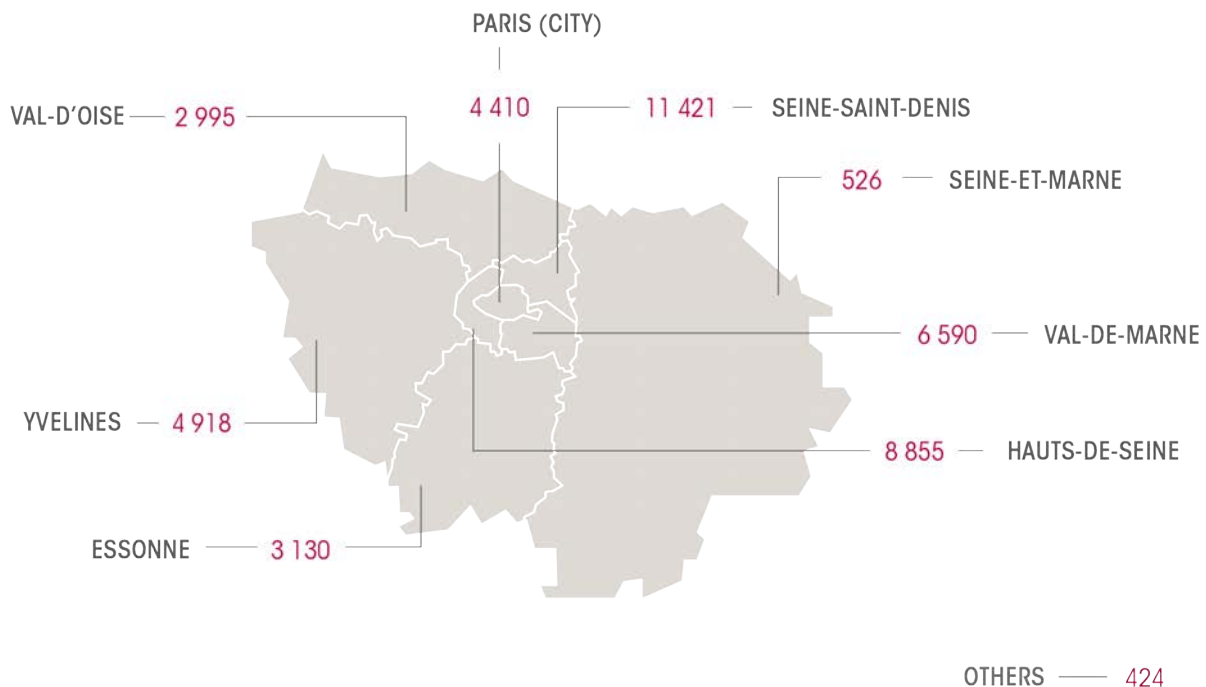 PARIS (CITY)
4 410
VAL-D’OISE 2 995
11 421 SEINE-SAINT-DENIS
526 SEINE-ET-MARNE
6 590 VAL-DE-MARNE
YVELINES 4 918
8 855 HAUTS-DE-SEINE
ESSONNE 3 130
OTHERS 424